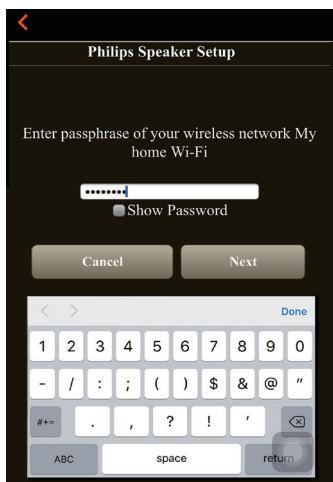 Philips Speaker Setup
Enter passphrase of your wireless network My
home Wi-Fi
••••••••
Show Password
Cancel Next
Done
1 2 3 4 5 6 7 8 9 0
- / : ; ( ) $ & @ "
#+= . , ? ! '
ABC space return